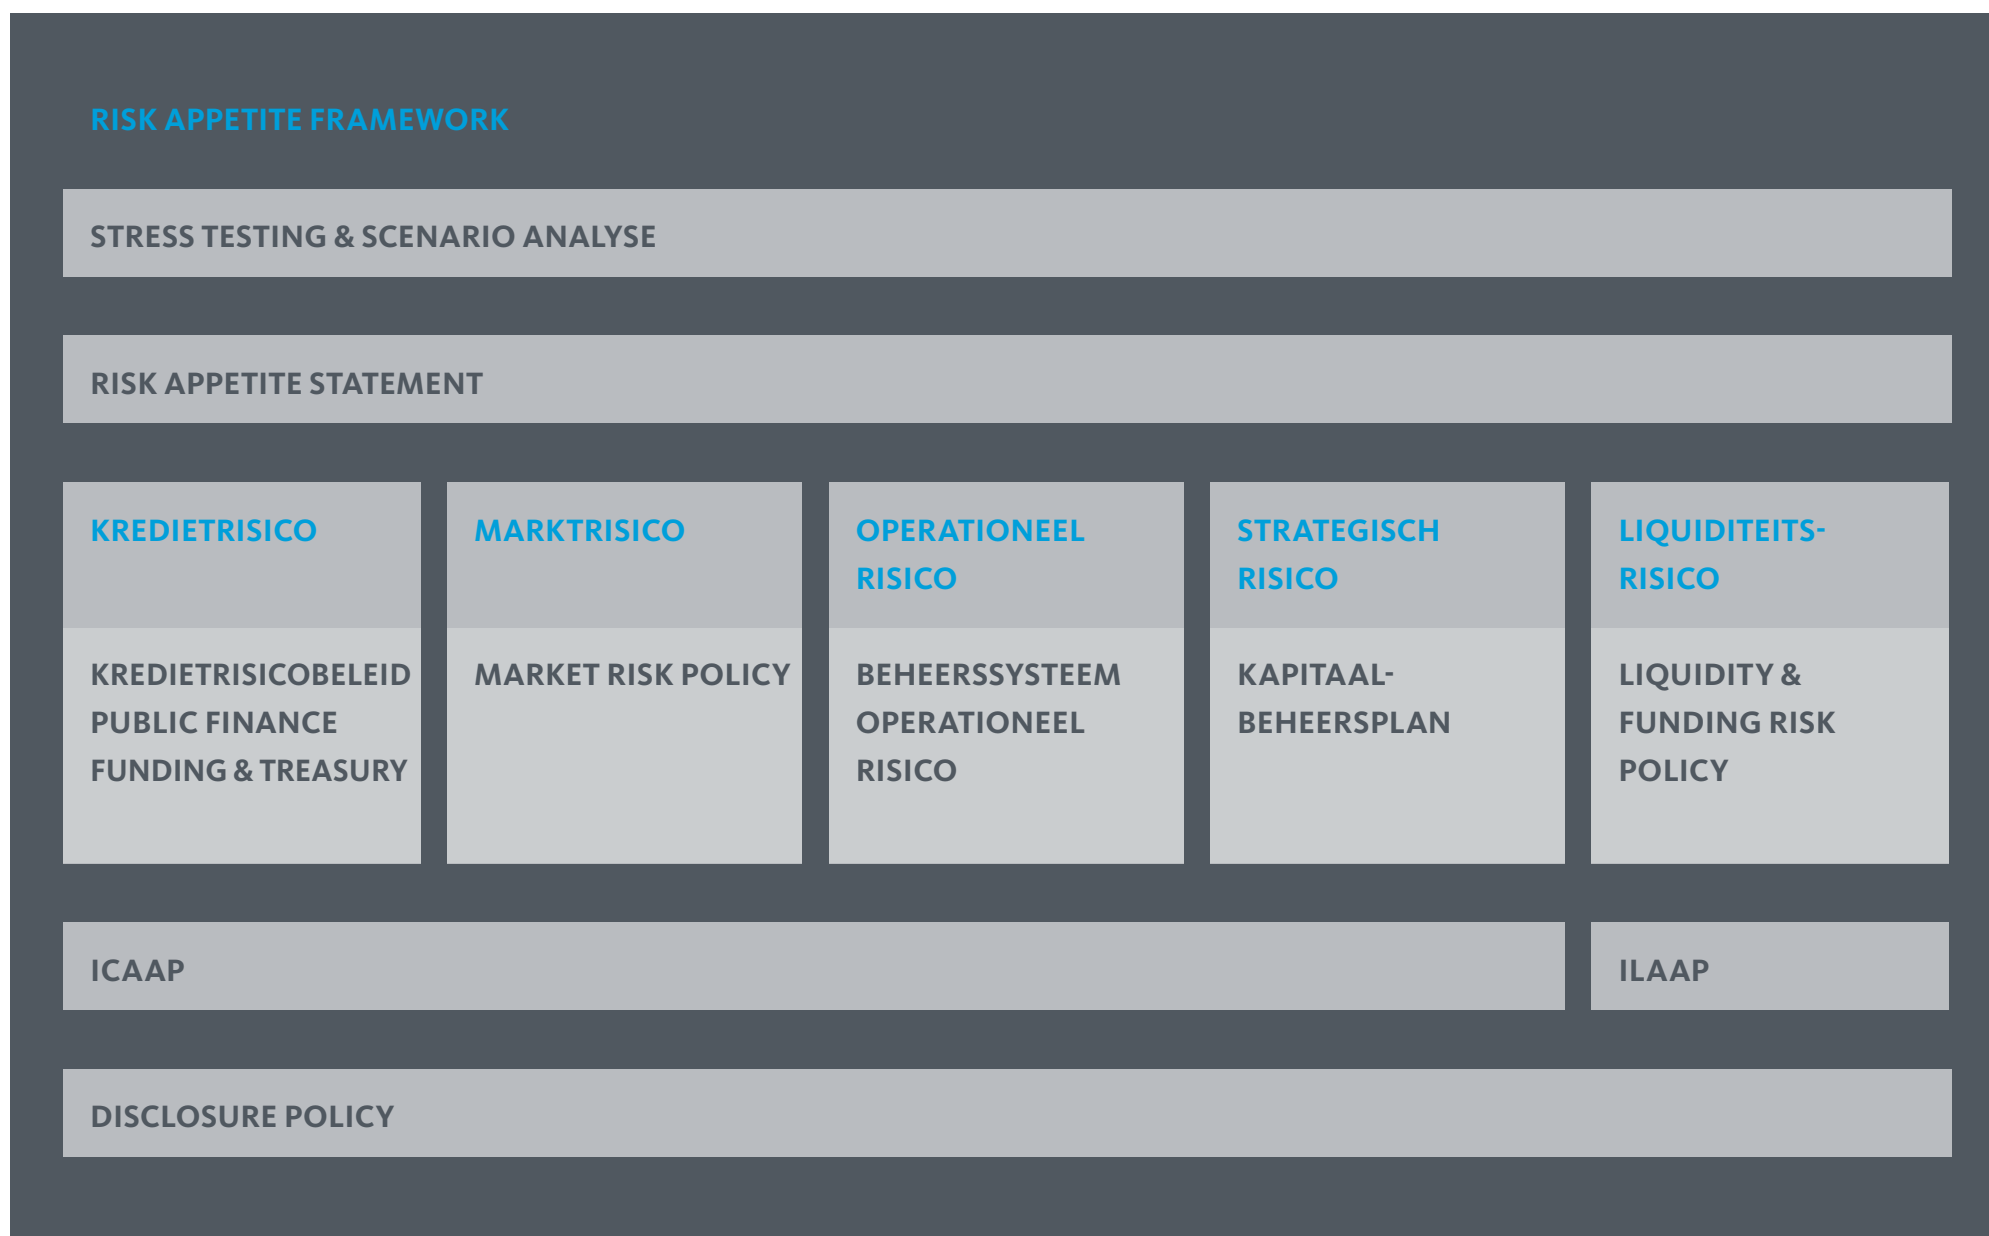 RISK APPETITE FRAMEWORK
STRESS TESTING & SCENARIO ANALYSE
RISK APPETITE STATEMENT
KREDIETRISICO
KREDIETRISICOBELEID
PUBLIC FINANCE
FUNDING & TREASURY
MARKTRISICO
MARKET RISK POLICY
OPERATIONEEL
RISICO
BEHEERSSYSTEEM
OPERATIONEEL
RISICO
STRATEGISCH
RISICO
KAPITAAL-
BEHEERSPLAN
LIQUIDITEITS-
RISICO
LIQUIDITY &
FUNDING RISK
POLICY
ICAAP
ILAAP
DISCLOSURE POLICY